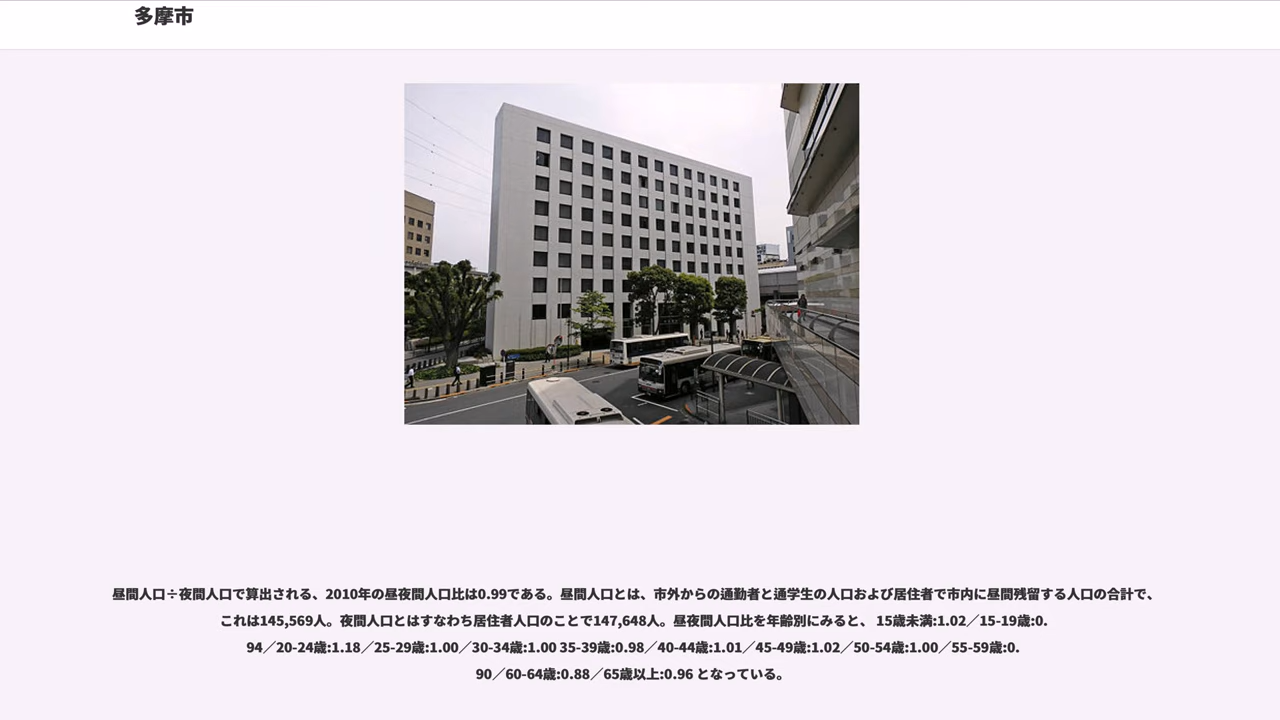 多摩市
昼間人口÷夜間人口で算出される、2010年の昼夜間人口比は0.99である。昼間人口とは、市外からの通勤者と通学生の人口および居住者で市内に昼間残留する人口の合計で、
これは145,569人。夜間人口とはすなわち居住者人口のことで147,648人。昼夜間人口比を年齢別にみると、 15歳未満:1.02／15-19歳:0.
94／20-24歳:1.18／25-29歳:1.00／30-34歳:1.00 35-39歳:0.98／40-44歳:1.01／45-49歳:1.02／50-54歳:1.00／55-59歳:0.
90／60-64歳:0.88／65歳以上:0.96 となっている。